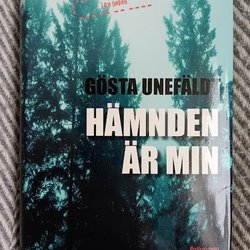 GÖSTA UNEFÄLDT
HÄMNDEN
ÄR MIN